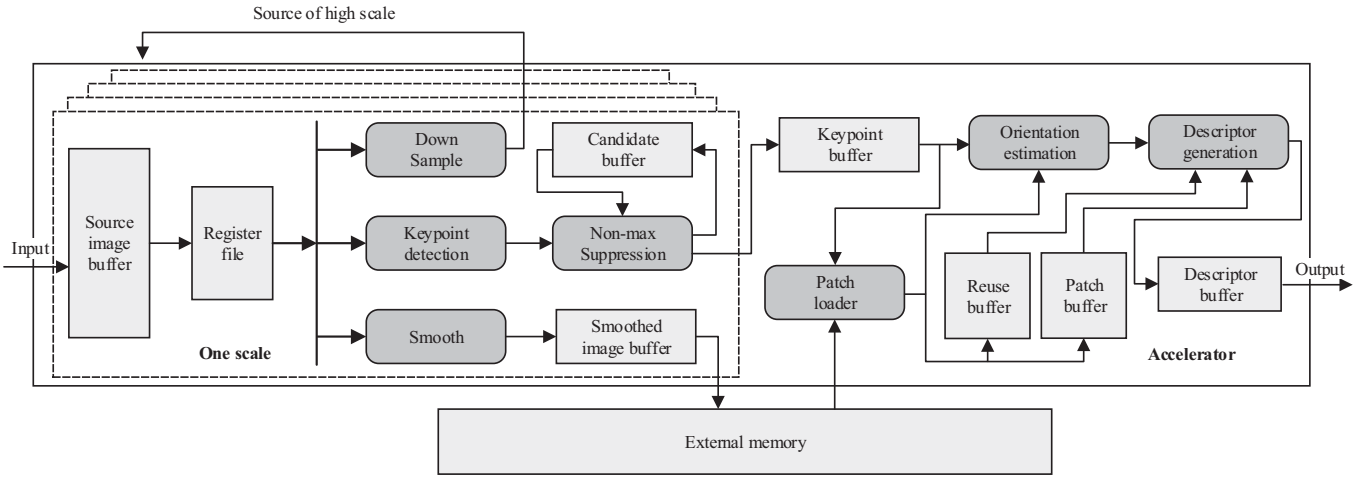 Source of high scale
Input
Source
image
buffer
Register
file
Down
Sample
Keypoint
detection
Smooth
Candidate
buffer
Non-max
Suppression
Smoothed
image buffer
One scale
Keypoint
buffer
Patch
loader
Orientation
estimation
Descriptor
generation
Reuse
buffer
Patch
buffer
Descriptor
buffer
Output
Accelerator
External memory